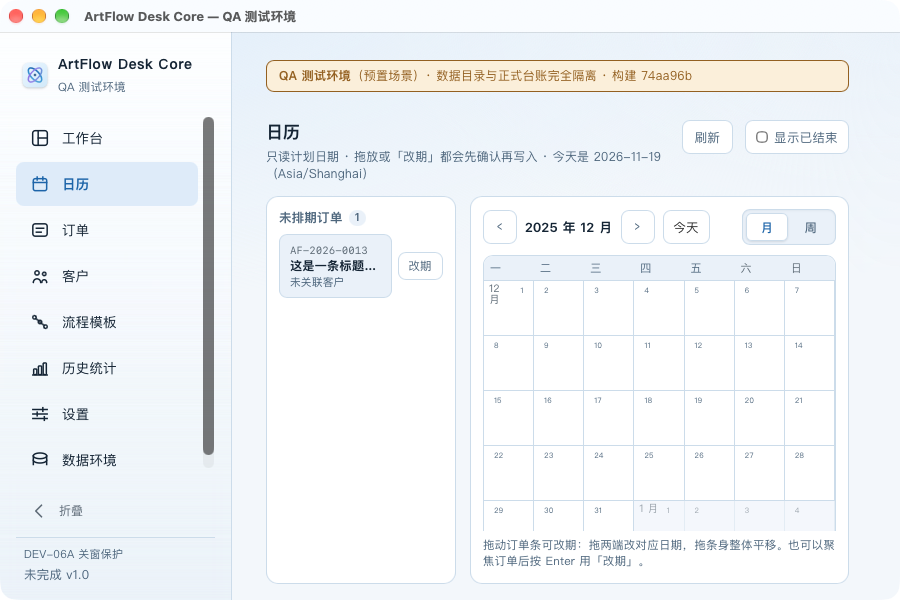 ArtFlow Desk Core — QA 测试环境
ArtFlow Desk Core
QA 测试环境
工作台
日历
订单
客户
流程模板
历史统计
设置
数据环境
折叠
DEV-06A 关窗保护
未完成 v1.0
QA 测试环境（预置场景）· 数据目录与正式台账完全隔离 · 构建 74aa96b
日历
只读计划日期 · 拖放或「改期」都会先确认再写入 · 今天是 2026-11-19
（Asia/Shanghai）
刷新
显示已结束
未排期订单 1
AF-2026-0013
这是一条标题...
未关联客户
改期
2025 年 12 月
今天
月 周
一 二 三 四 五 六 日
12月 1 2 3 4 5 6 7
8 9 10 11 12 13 14
15 16 17 18 19 20 21
22 23 24 25 26 27 28
29 30 31 1 月 1 2 3 4
拖动订单条可改期：拖两端改对应日期，拖条身整体平移。也可以聚
焦订单后按 Enter 用「改期」。